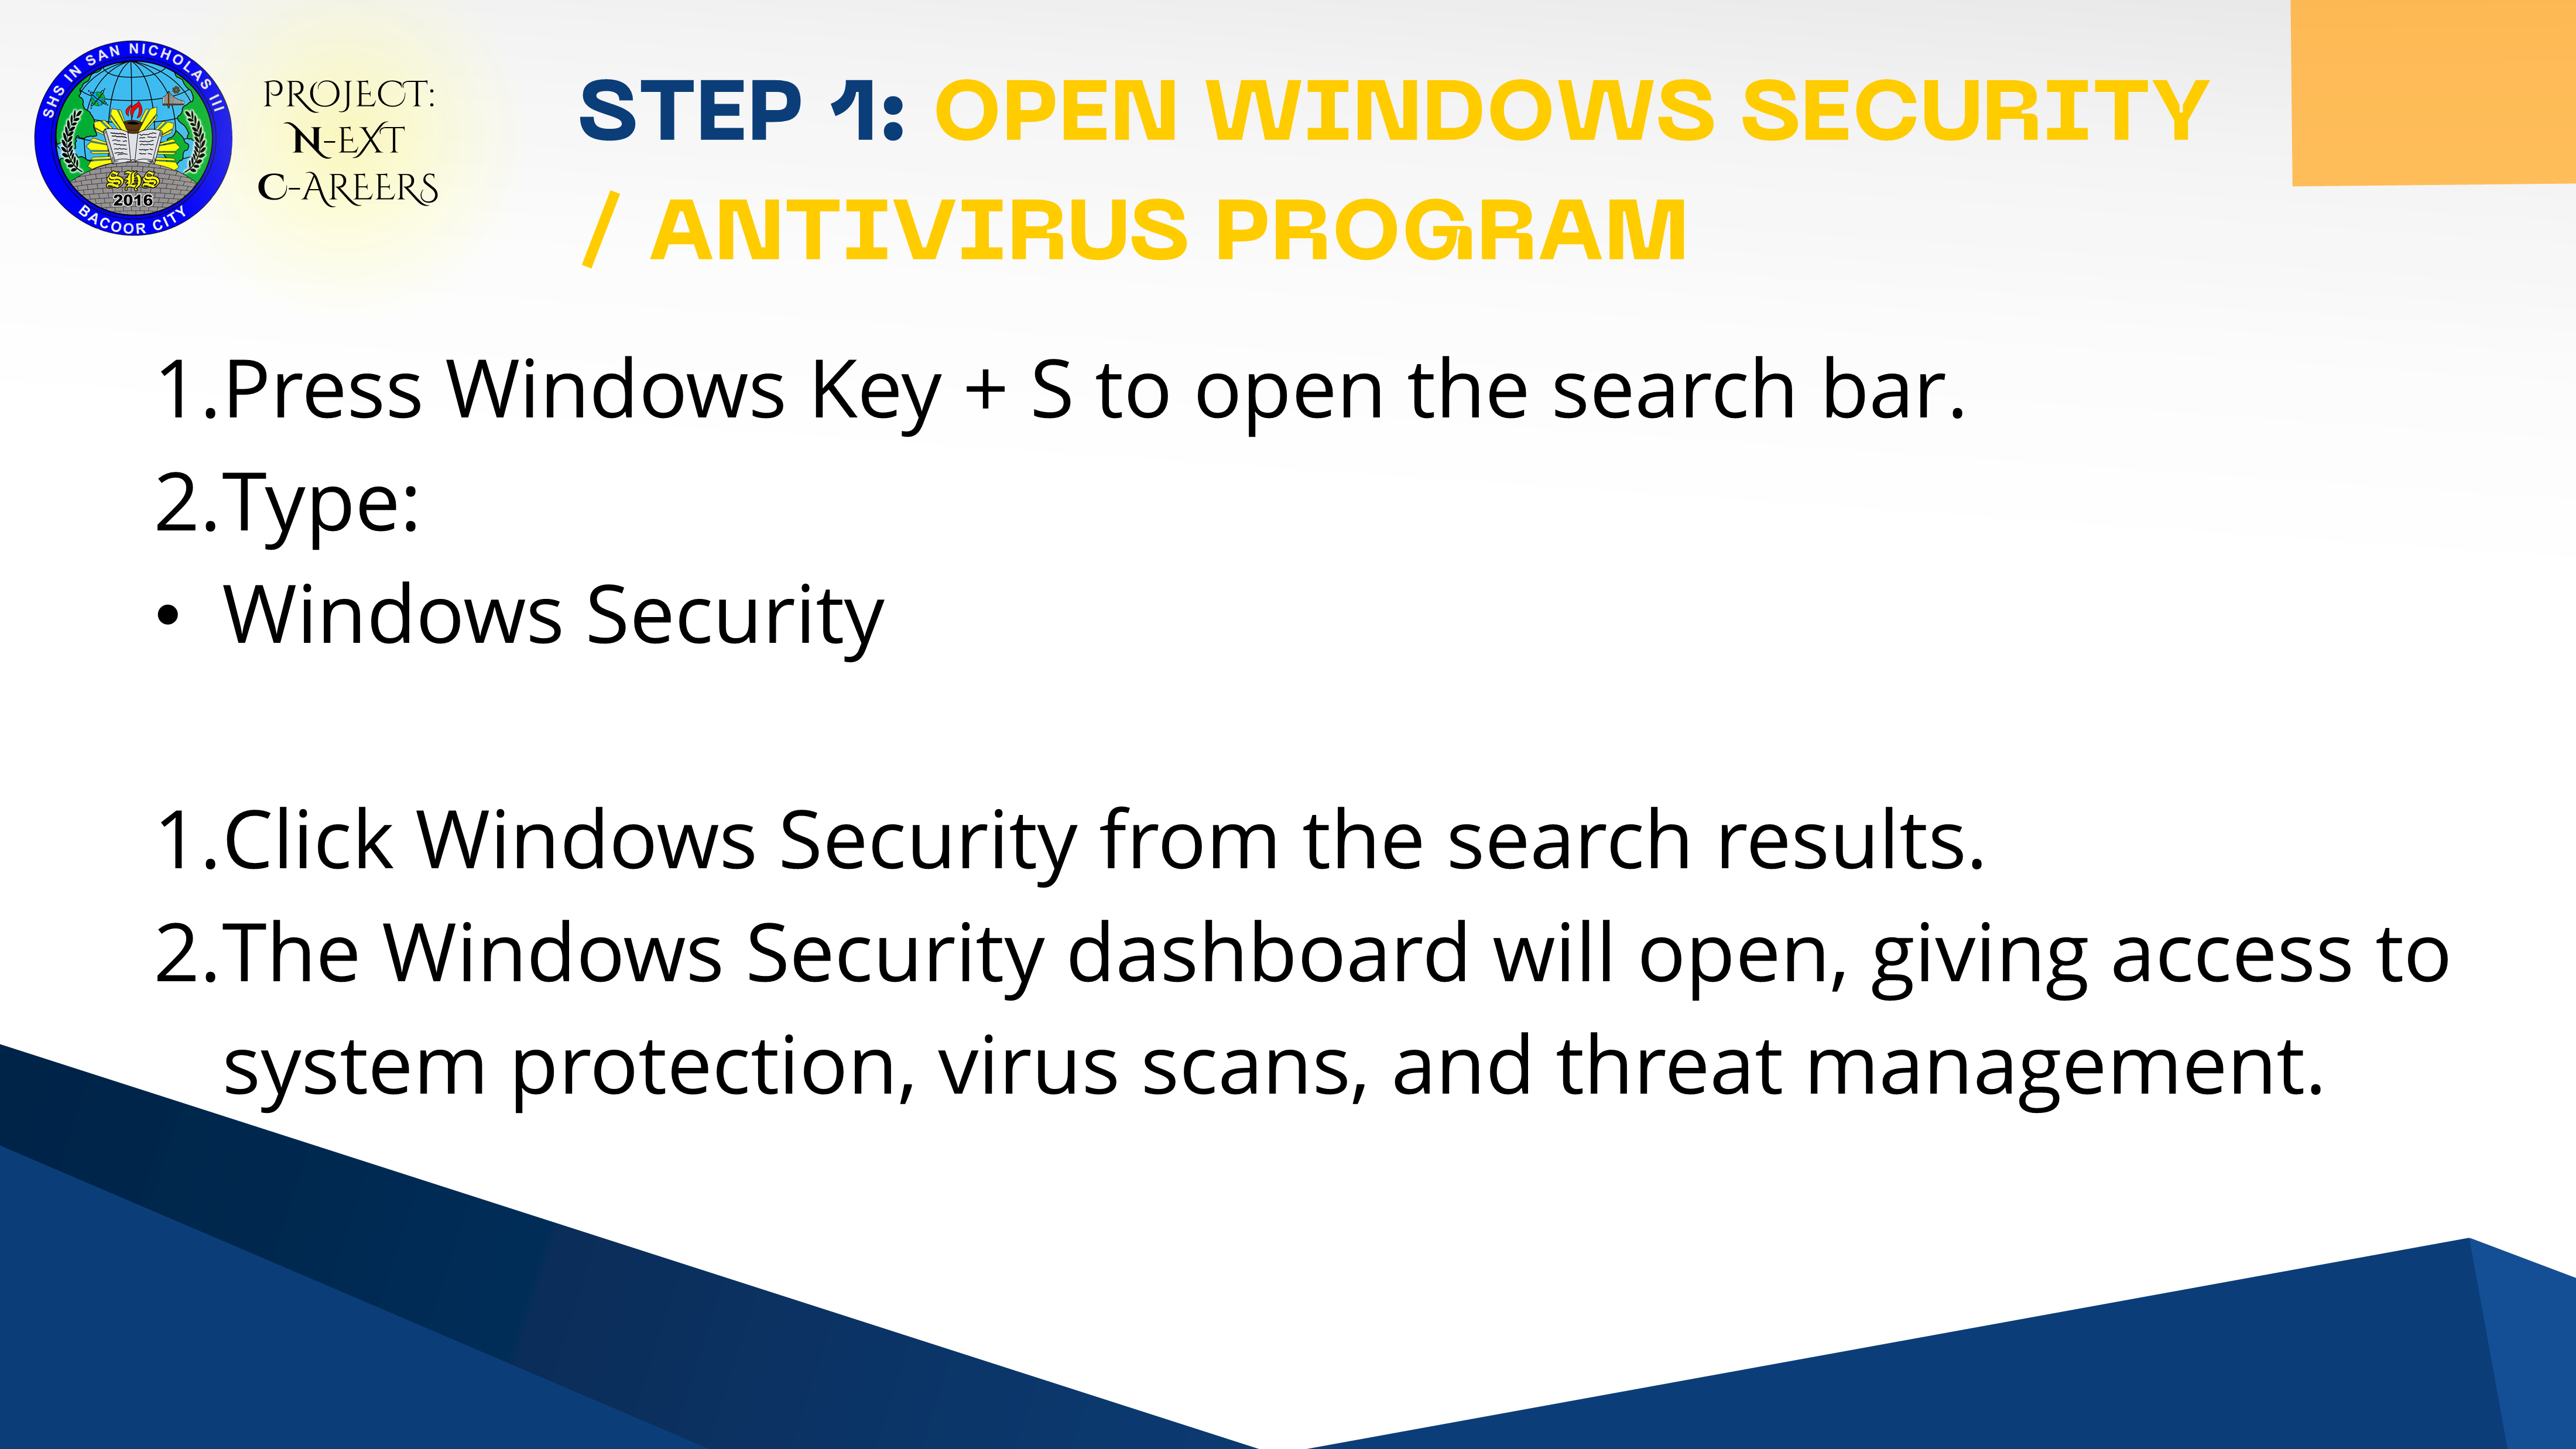 SHS IN SAN NICHOLAS III
SHS
2016
BACOOR CITY
PROJECT:
N-EXT
C-AREERS
STEP 1: OPEN WINDOWS SECURITY
/ ANTIVIRUS PROGRAM
1.Press Windows Key + S to open the search bar.
2.Type:
• Windows Security
1.Click Windows Security from the search results.
2.The Windows Security dashboard will open, giving access to
system protection, virus scans, and threat management.